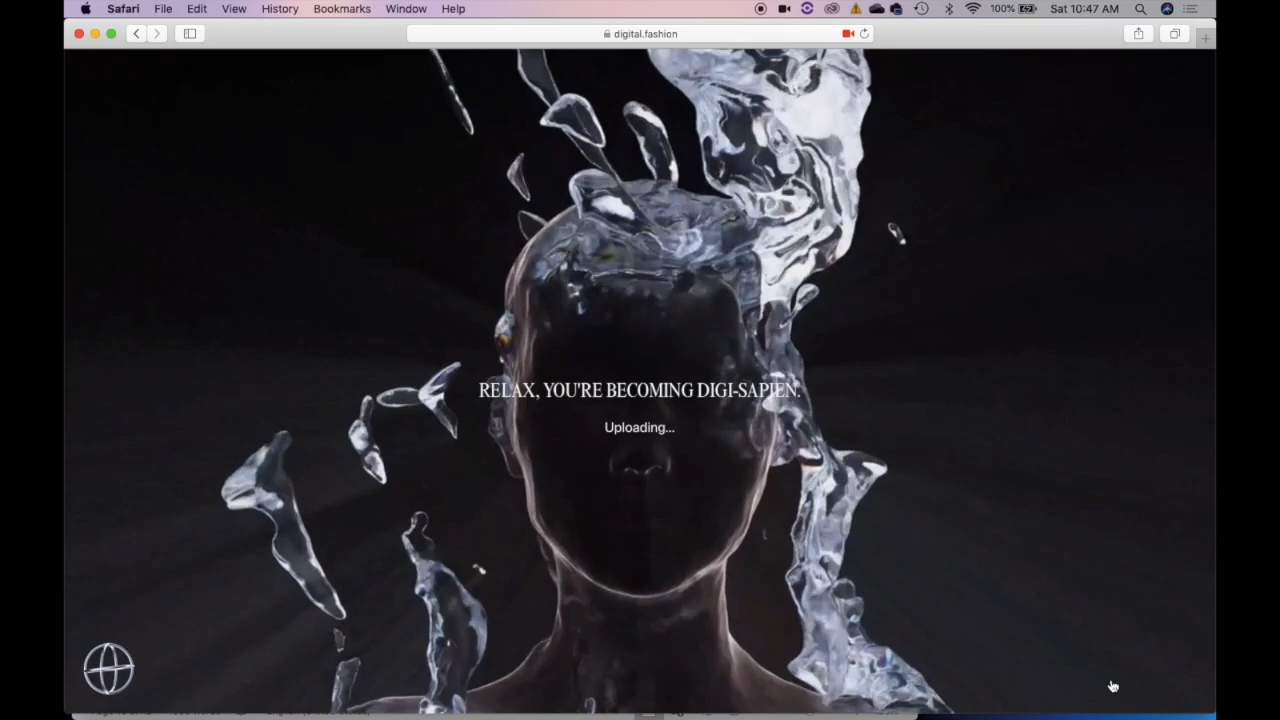 Safari File Edit View History Bookmarks Window Help 100% Sat 10:47 AM
digital.fashion
RELAX, YOU'RE BECOMING DIGI-SAPIEN.
Uploading...